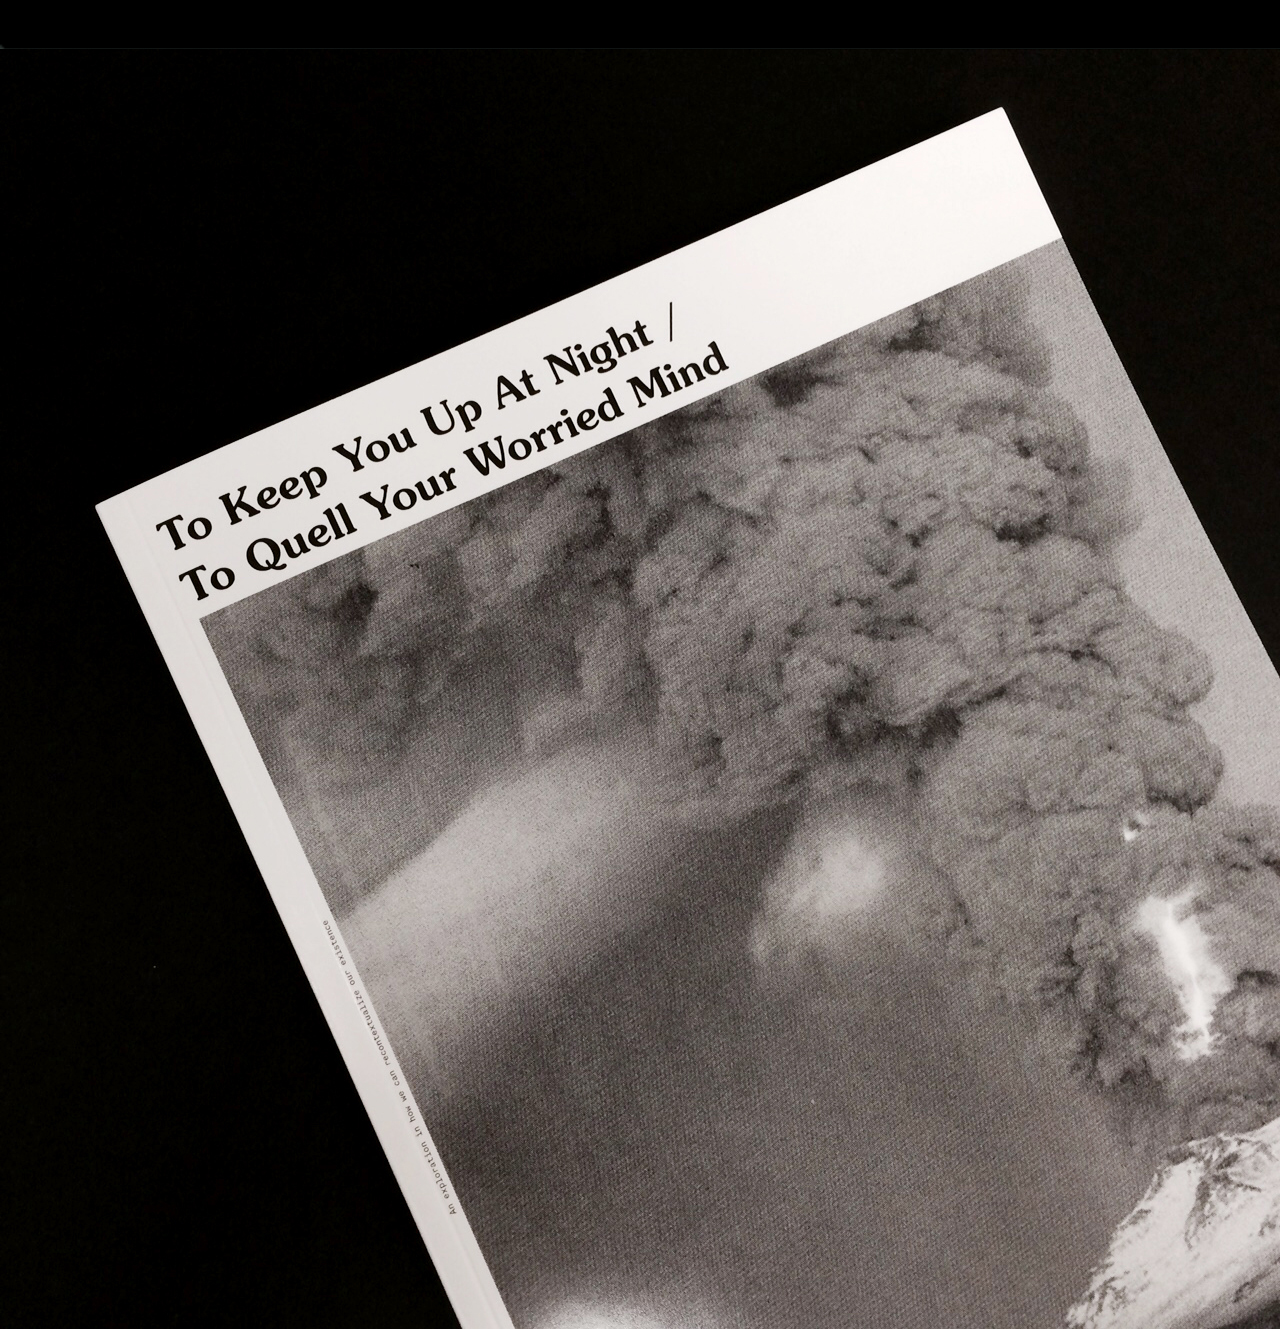 To Keep You Up At Night /
To Quell Your Worried Mind
An exploration in how we can recontextualize our existence